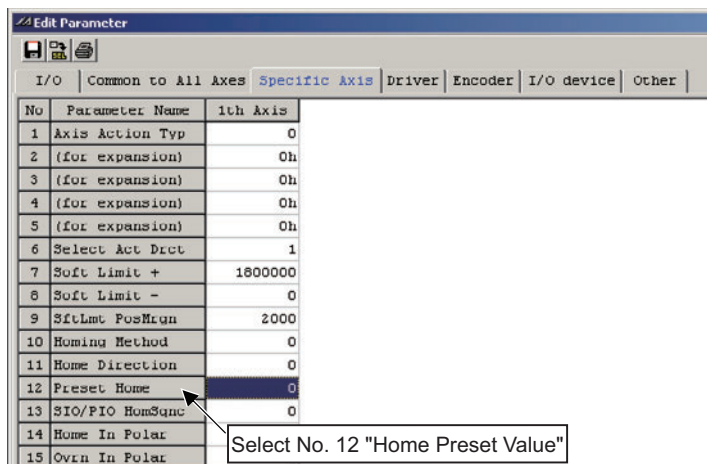 Edit Parameter
I/O Common to All Axes Specific Axis Driver Encoder I/O device Other
No Parameter Name 1th Axis
1 Axis Action Typ 0
2 (for expansion) 0h
3 (for expansion) 0h
4 (for expansion) 0h
5 (for expansion) 0h
6 Select Act Drct 1
7 Soft Limit + 1800000
8 Soft Limit - 0
9 SftLmt PosMrgn 2000
10 Homing Method 0
11 Home Direction 0
12 Preset Home 0
13 SIO/PIO HomSqnc 0
14 Home In Polar
Select No. 12 "Home Preset Value"
15 Ovrn In Polar